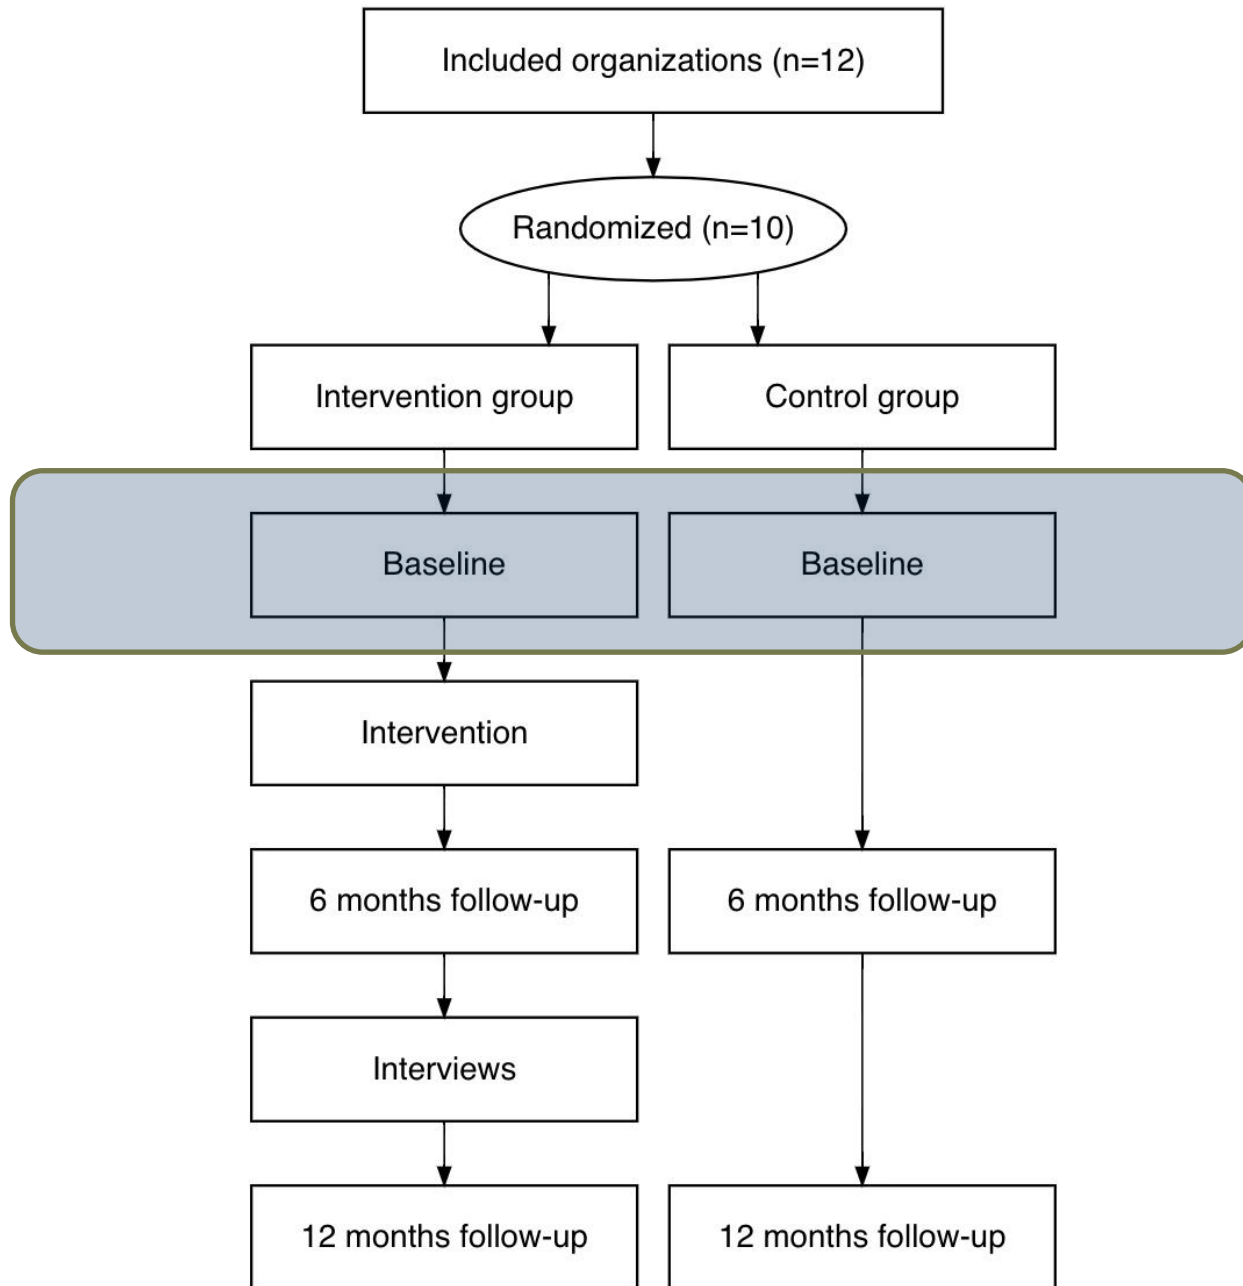 Included organizations (n=12)
Randomized (n=10)
Intervention group
Control group
Baseline
Baseline
Intervention
6 months follow-up
6 months follow-up
Interviews
12 months follow-up
12 months follow-up